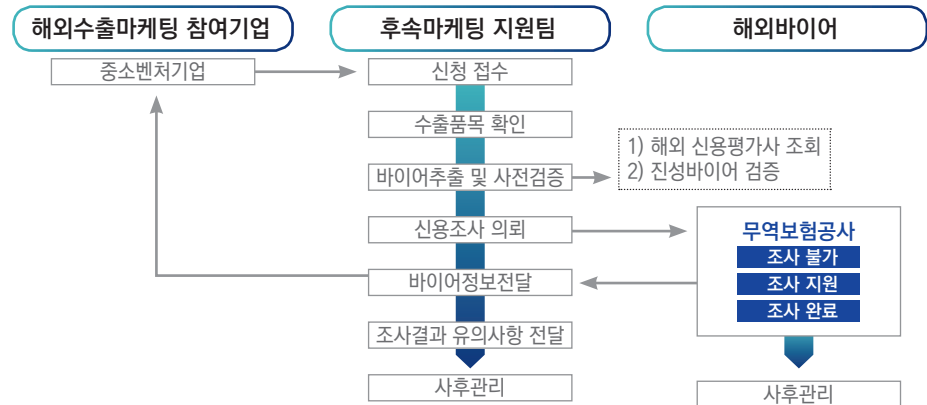 해외수출마케팅 참여기업
후속마케팅 지원팀
해외바이어
중소벤처기업
신청 접수
수출품목 확인
바이어추출 및 사전검증
1) 해외 신용평가사 조회
2) 진성바이어 검증
신용조사 의뢰
무역보험공사
조사 불가
조사 지원
조사 완료
바이어정보전달
조사결과 유의사항 전달
사후관리
사후관리